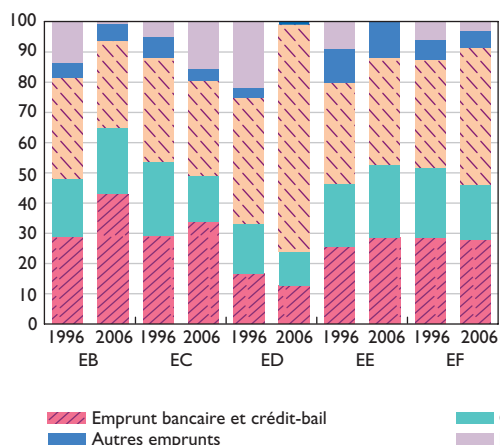 100
90
80
70
60
50
40
30
20
10
0
1996 2006 1996 2006 1996 2006 1996 2006 1996 2006
EB EC ED EE EF
Emprunt bancaire et crédit-bail
Autres emprunts